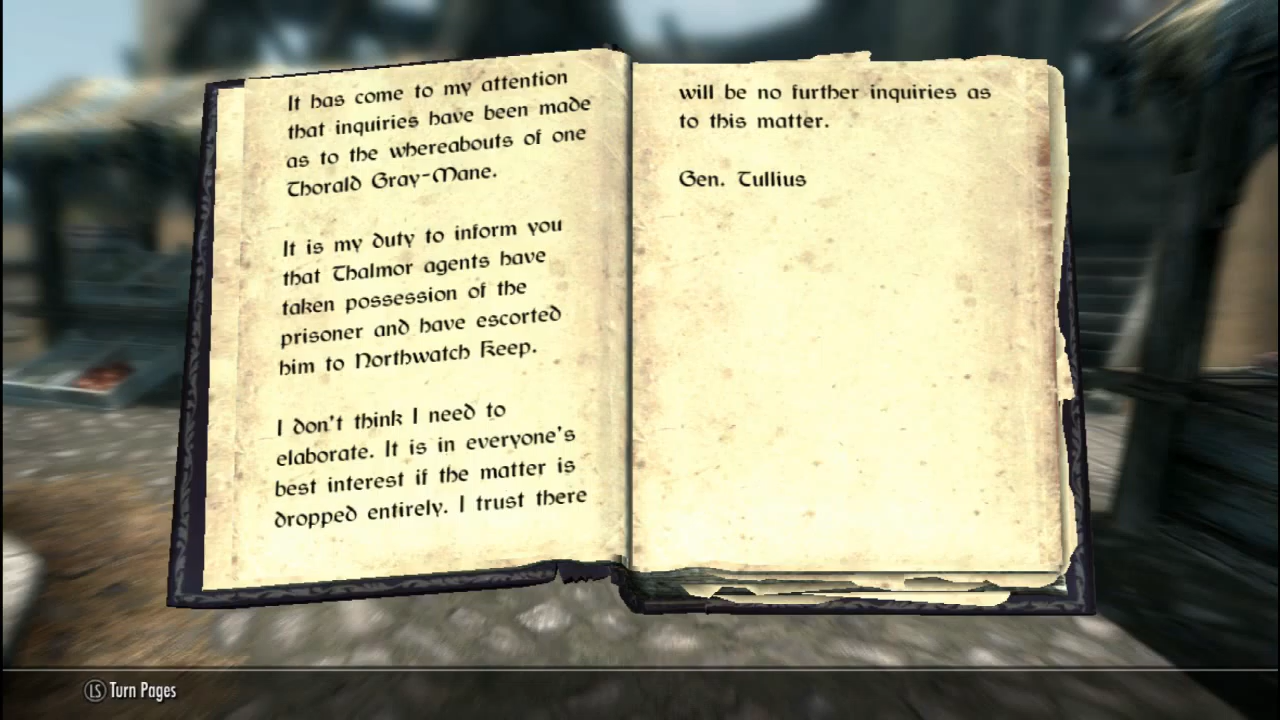 It has come to my attention
that inquiries have been made
as to the whereabouts of one
Thorald Gray-Mane.
It is my duty to inform you
that Thalmor agents have
taken possession of the
prisoner and have escorted
him to Northwatch Keep.
I don't think I need to
elaborate. It is in everyone's
best interest if the matter is
dropped entirely. I trust there
will be no further inquiries as
to this matter.
Gen. Tullius
LS Turn Pages